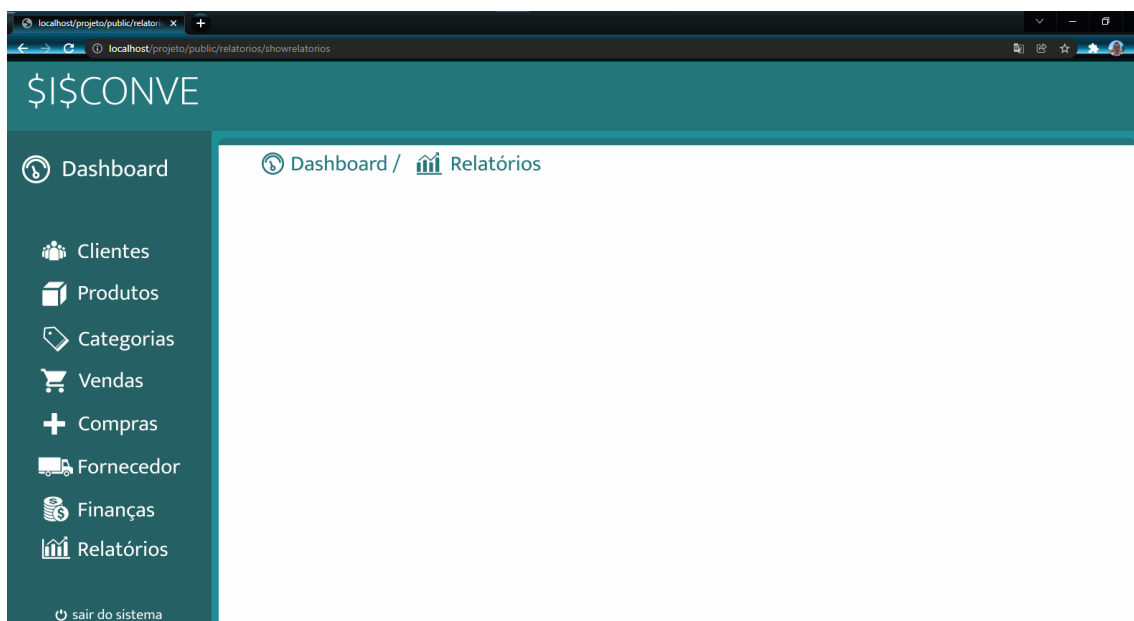 localhost/projeto/public/relatori
localhost/projeto/public/relatorios/showrelatorios
$I$CONVE
Dashboard
Dashboard / Relatórios
Clientes
Produtos
Categorias
Vendas
Compras
Fornecedor
Finanças
Relatórios
sair do sistema